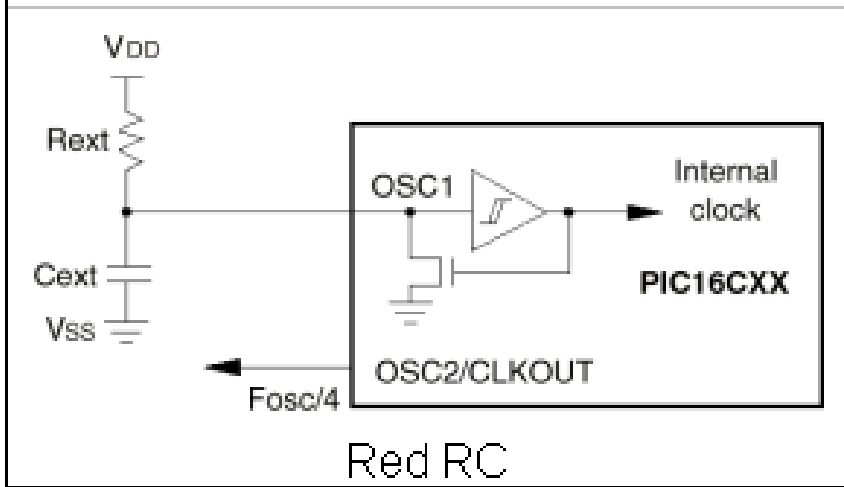 VDD
Rext
OSC1
Internal
clock
Cext
PIC16CXX
VSS
OSC2/CLKOUT
Fosc/4
Red RC